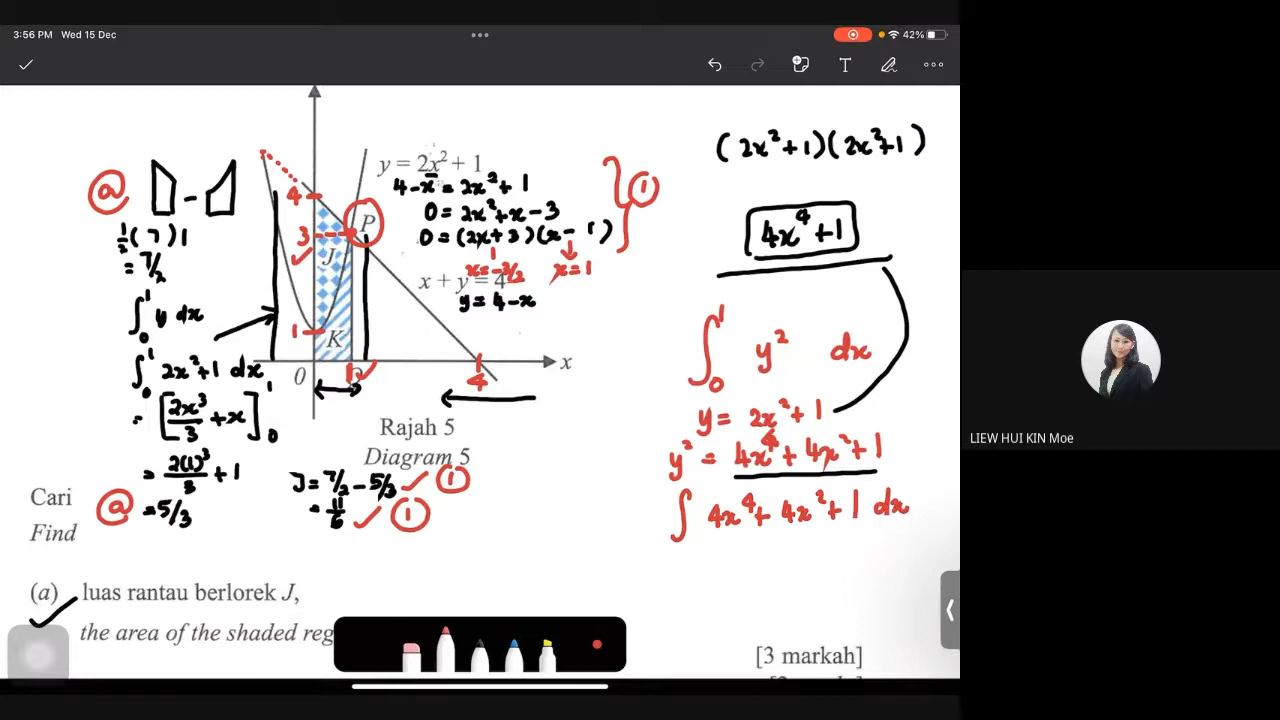 3:56 PM Wed 15 Dec
42%
(2x² + 1)(2x² + 1)
4x⁴ + 1
y = 2x² + 1
4 - x = 2x² + 1
0 = 2x² + x - 3
0 = (2x + 3)(x - 1)
x = -3/2 x = 1
x + y = 4
y = 4 - x
①
4
3
1
P
J
K
0
1
4
x
@
-
½(7)1
= 7/2
∫₀¹ y dx
∫₀¹ 2x² + 1 dx
= [2x³/3 + x]₀¹
= 2(1)³/3 + 1
@ = 5/3
J = 7/2 - 5/3 ①
= 11/6 ①
∫₀¹ y² dx
y = 2x² + 1
y² = 4x⁴ + 4x² + 1
∫ 4x⁴ + 4x² + 1 dx
Rajah 5
Diagram 5
Cari
Find
(a) luas rantau berlorek J,
the area of the shaded reg
[3 markah]
LIEW HUI KIN Moe